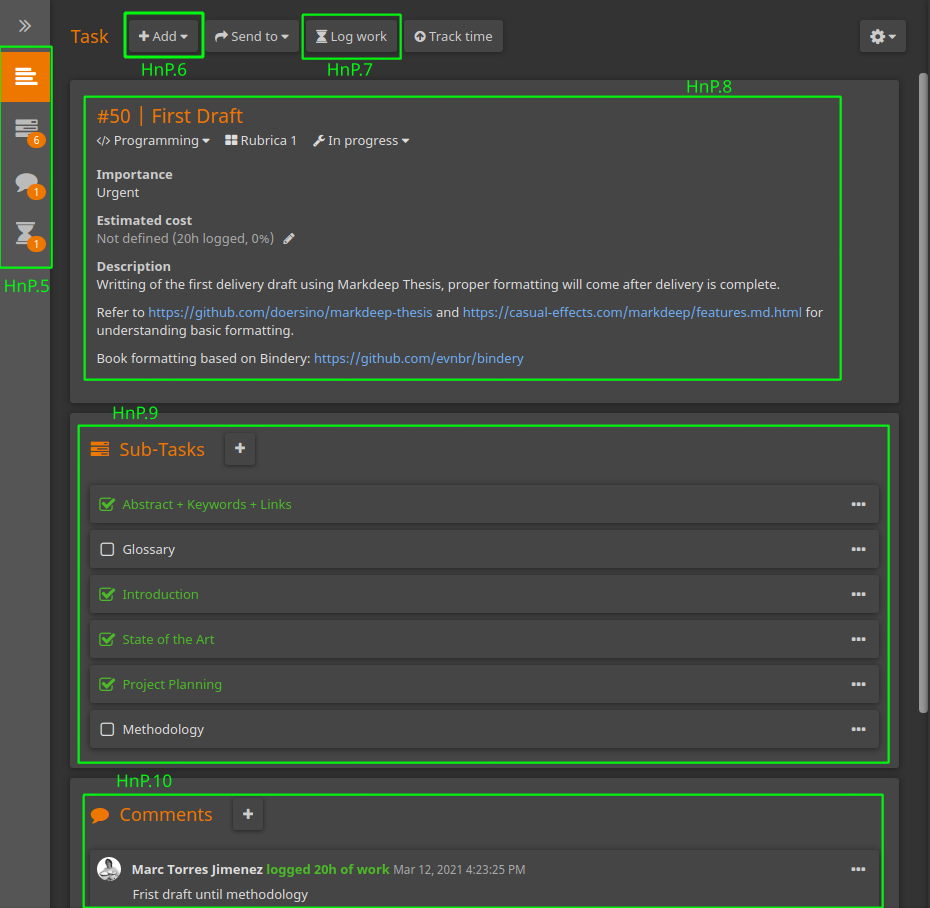 Task
Add
Send to
Log work
Track time
HnP.6
HnP.7
HnP.8
#50 | First Draft
</> Programming
Rubrica 1
In progress
6
1
1
HnP.5
Importance
Urgent
Estimated cost
Not defined (20h logged, 0%)
Description
Writting of the first delivery draft using Markdeep Thesis, proper formatting will come after delivery is complete.
Refer to https://github.com/doersino/markdeep-thesis and https://casual-effects.com/markdeep/features.md.html for
understanding basic formatting.
Book formatting based on Bindery: https://github.com/evnbr/bindery
HnP.9
Sub-Tasks
Abstract + Keywords + Links
Glossary
Introduction
State of the Art
Project Planning
Methodology
HnP.10
Comments
Marc Torres Jimenez logged 20h of work Mar 12, 2021 4:23:25 PM
Frist draft until methodology